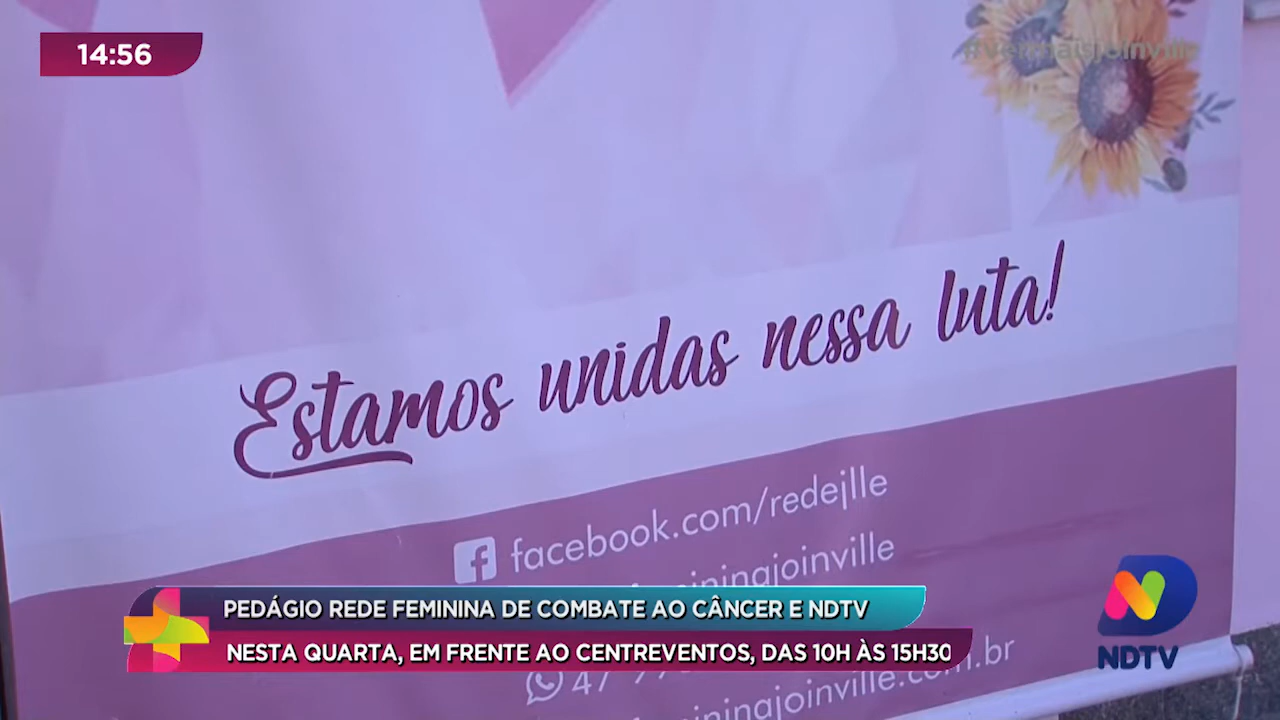 14:56
#vermaisjoinville
Estamos unidas nessa luta!
facebook.com/redejlle
PEDÁGIO REDE FEMININA DE COMBATE AO CÂNCER E NDTV
NESTA QUARTA, EM FRENTE AO CENTREVENTOS, DAS 10H ÀS 15H30
NDTV